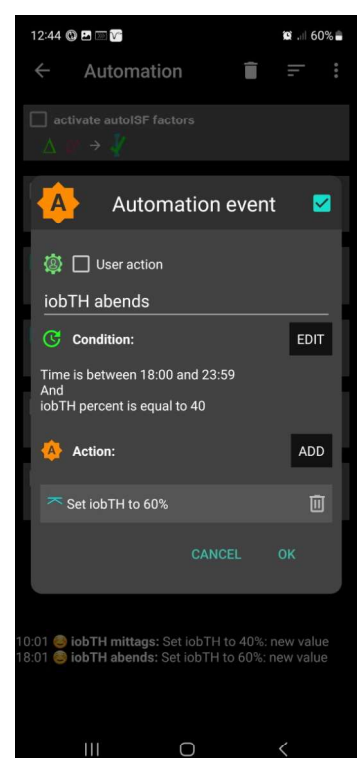 12:44
60%
Automation
activate autoISF factors
Automation event
User action
iobTH abends
Condition:
EDIT
Time is between 18:00 and 23:59
And
iobTH percent is equal to 40
Action:
ADD
Set iobTH to 60%
CANCEL
OK
10:01 iobTH mittags: Set iobTH to 40%: new value
18:01 iobTH abends: Set iobTH to 60%: new value